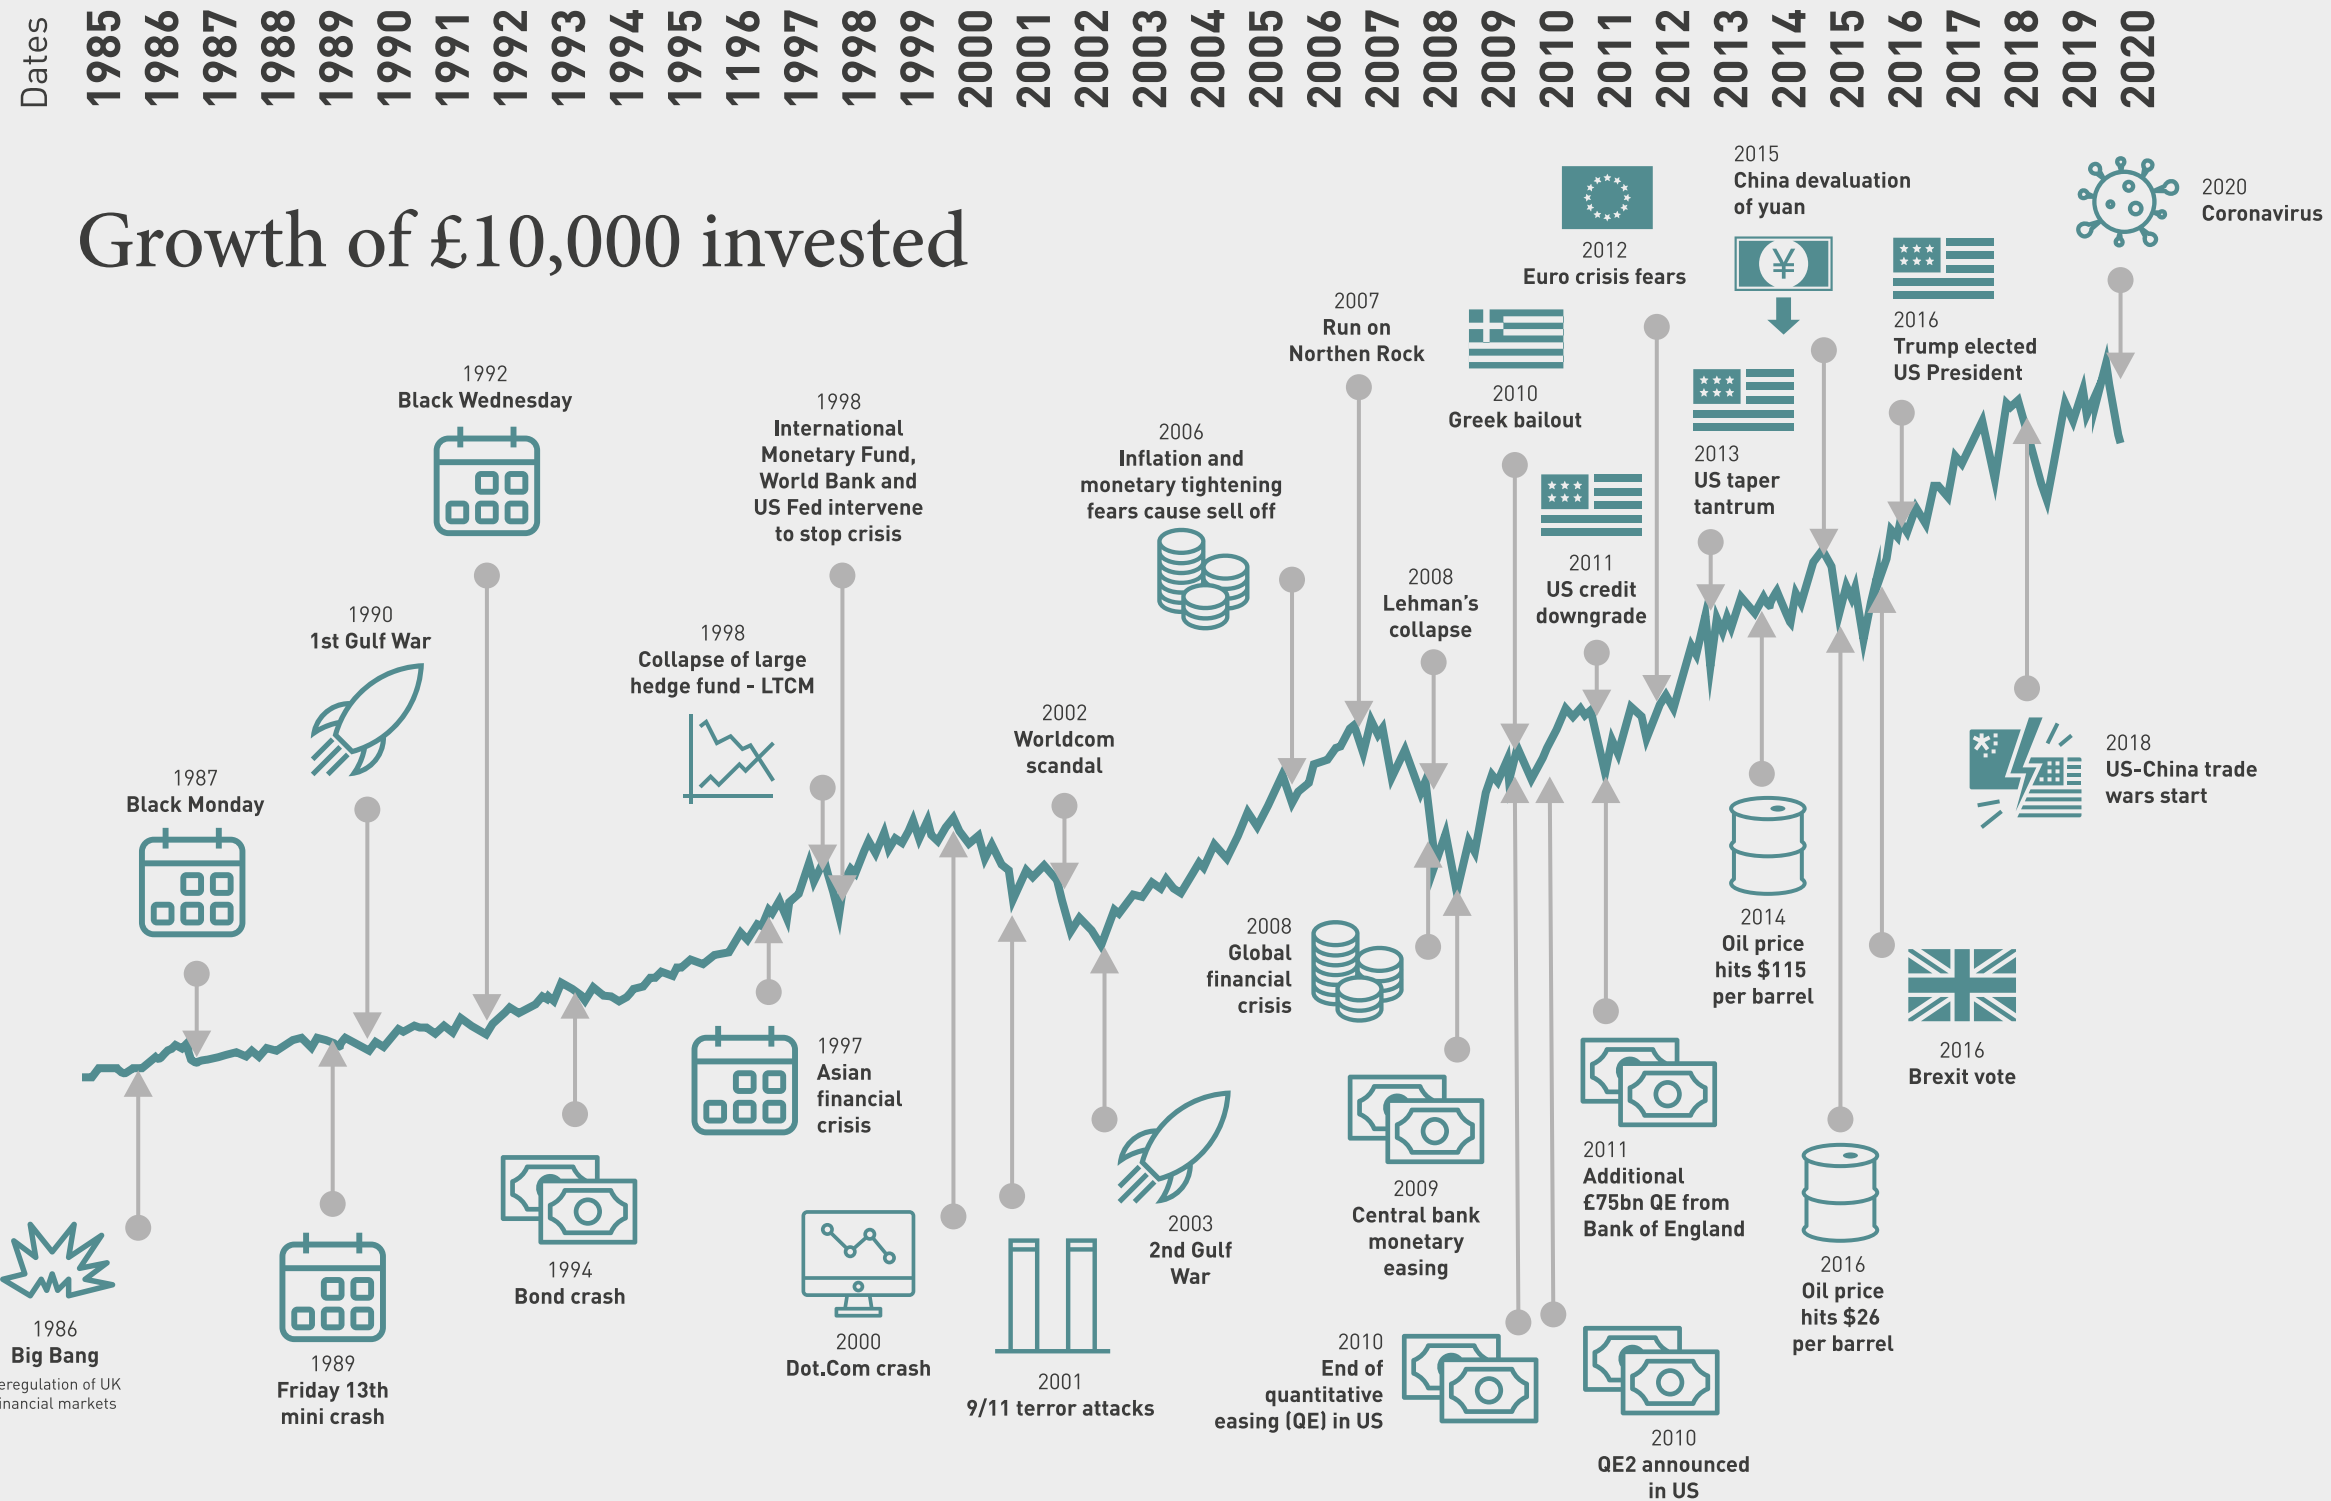 Dates
1985
1986
1987
1988
1989
1990
1991
1992
1993
1994
1995
1196
1997
1998
1999
2000
2001
2002
2003
2004
2005
2006
2007
2008
2009
2010
2011
2012
2013
2014
2015
2016
2017
2018
2019
2020
Growth of £10,000 invested
1986
Big Bang
eregulation of UK
inancial markets
1987
Black Monday
1989
Friday 13th
mini crash
1990
1st Gulf War
1992
Black Wednesday
1994
Bond crash
1997
Asian
financial
crisis
1998
Collapse of large
hedge fund - LTCM
1998
International
Monetary Fund,
World Bank and
US Fed intervene
to stop crisis
2000
Dot.Com crash
2001
9/11 terror attacks
2002
Worldcom
scandal
2003
2nd Gulf
War
2006
Inflation and
monetary tightening
fears cause sell off
2007
Run on
Northen Rock
2008
Lehman's
collapse
2008
Global
financial
crisis
2009
Central bank
monetary
easing
2010
Greek bailout
2010
End of
quantitative
easing (QE) in US
2010
QE2 announced
in US
2011
US credit
downgrade
2011
Additional
£75bn QE from
Bank of England
2012
Euro crisis fears
2013
US taper
tantrum
2014
Oil price
hits $115
per barrel
2015
China devaluation
of yuan
¥
2016
Oil price
hits $26
per barrel
2016
Brexit vote
2016
Trump elected
US President
2018
US-China trade
wars start
2020
Coronavirus